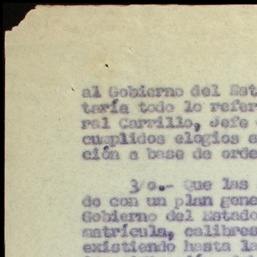 al Gobierno del Est
taría todo lo refer
ral Carrillo, Jefe
cumplidos elogios
ción a base de orde
3/o.- Que las
do con un plan gene
Gobierno del Estado
matrícula, calibres
existiendo hasta la